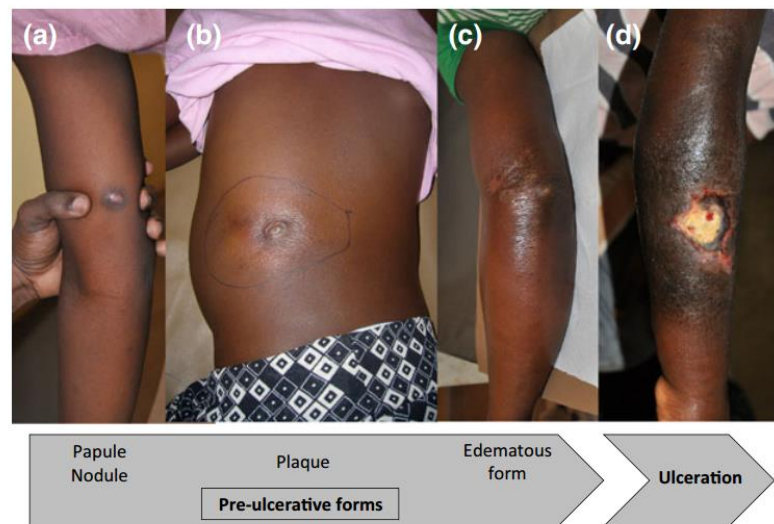 (a)
(b)
(c)
(d)
Papule
Nodule
Plaque
Pre-ulcerative forms
Edematous
form
Ulceration